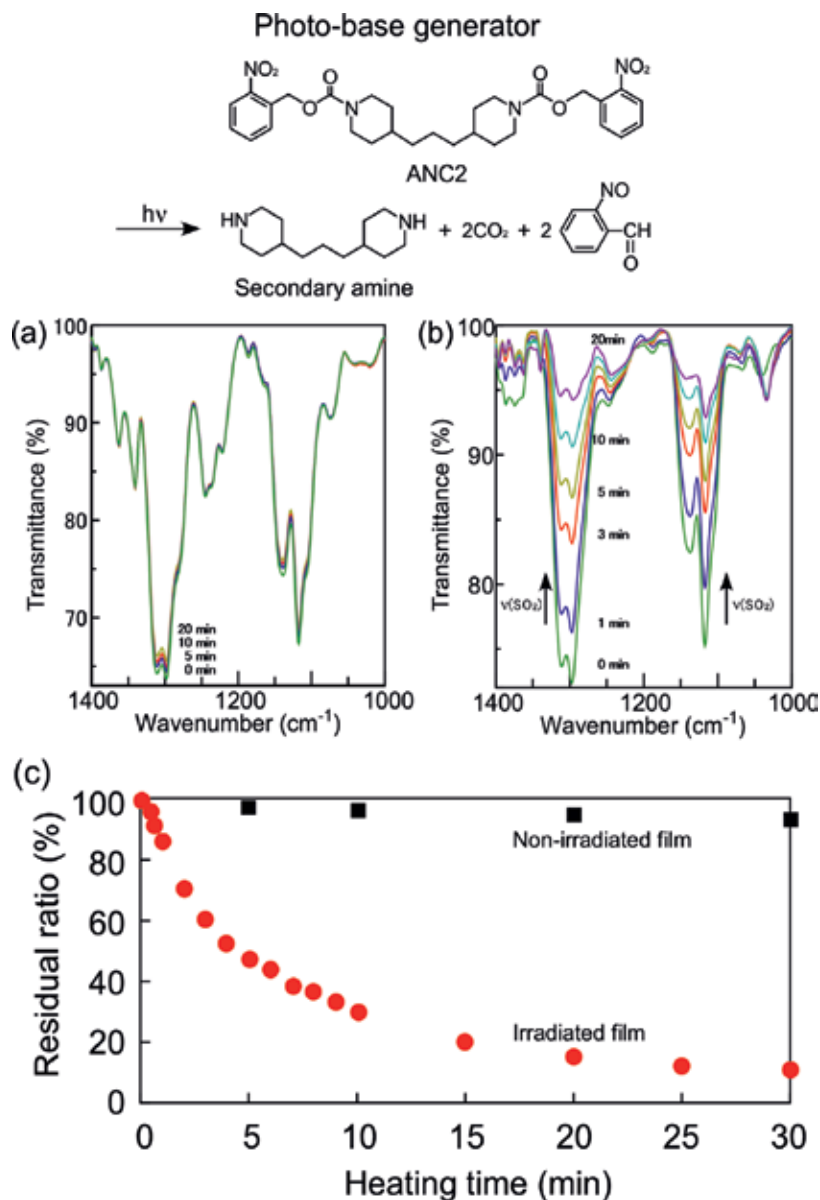 Photo-base generator
NO₂
O
O
N
N
O
O
NO₂
ANC2
hν
HN
NH
+ 2CO₂ + 2
NO
CH
O
Secondary amine
(a)
100
90
80
70
Transmittance (%)
20 min
10 min
5 min
0 min
1400
1200
1000
Wavenumber (cm⁻¹)
(b)
100
90
80
Transmittance (%)
20min
10 min
5 min
3 min
1 min
0 min
ν(SO₂)
ν(SO₂)
1400
1200
1000
Wavenumber (cm⁻¹)
(c)
100
80
60
40
20
0
Residual ratio (%)
Non-irradiated film
Irradiated film
0 5 10 15 20 25 30
Heating time (min)